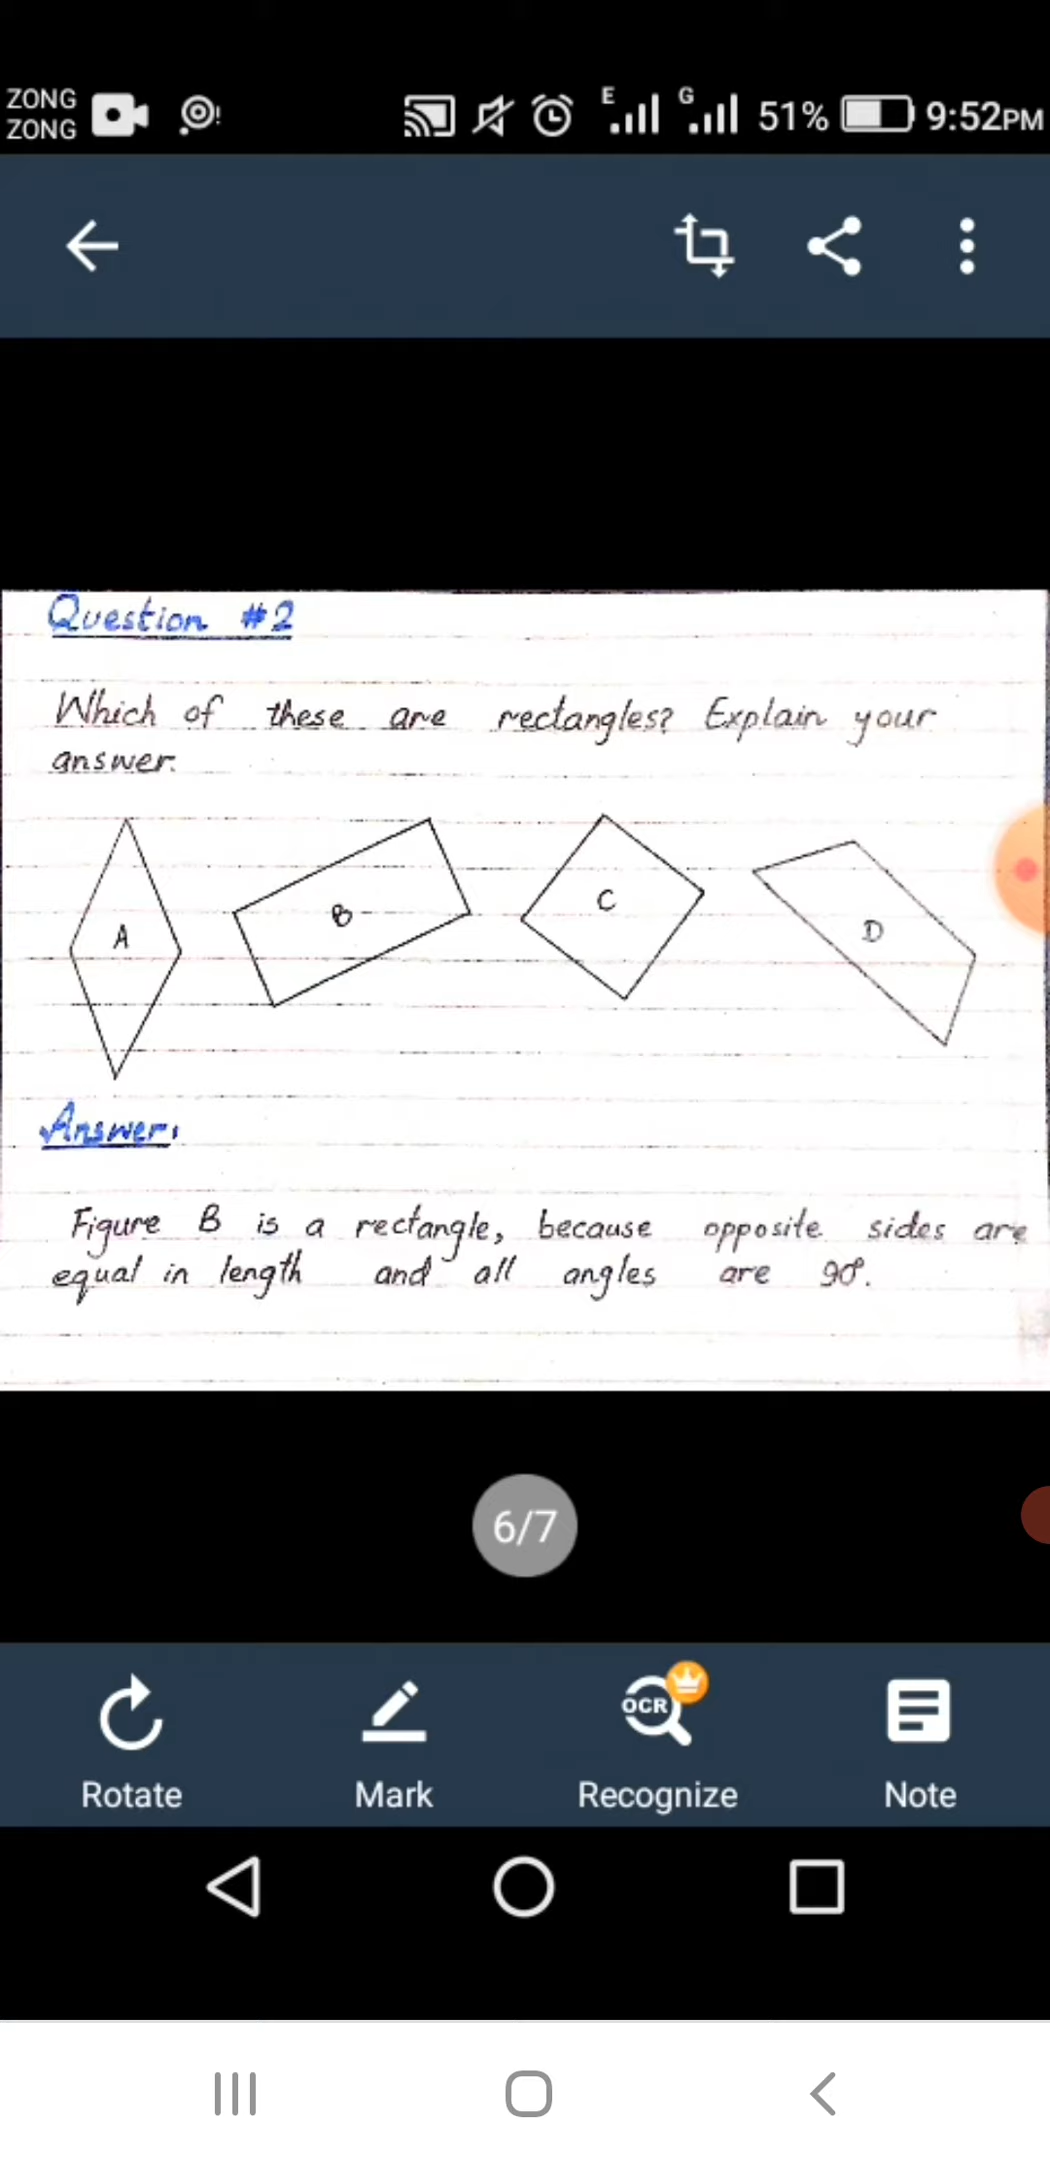 ZONG
ZONG
E
G
51%
9:52PM
Question #2
Which of these are rectangles? Explain your
answer.
A
B
C
D
Answer:
Figure B is a rectangle, because opposite sides are
equal in length and all angles are 90°.
6/7
OCR
Rotate
Mark
Recognize
Note